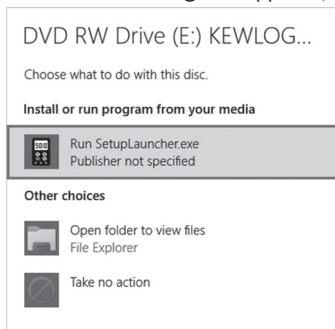 DVD RW Drive (E:) KEWLOG...
Choose what to do with this disc.
Install or run program from your media
Run SetupLauncher.exe
Publisher not specified
Other choices
Open folder to view files
File Explorer
Take no action